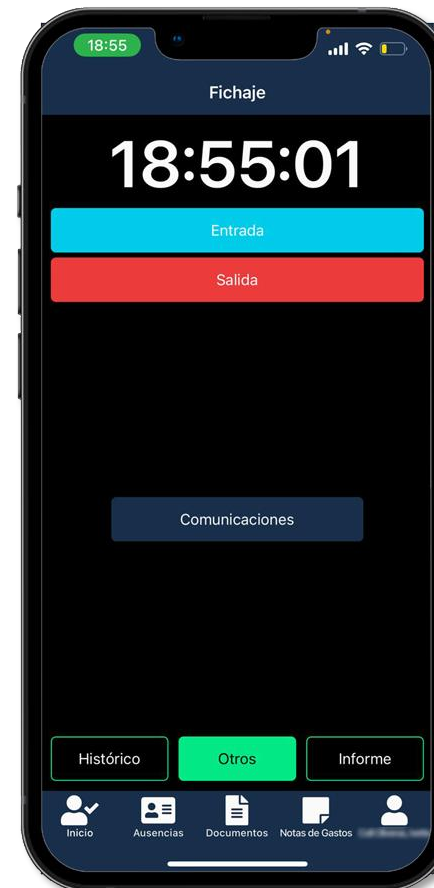 18:55
Fichaje
18:55:01
Entrada
Salida
Comunicaciones
Histórico
Otros
Informe
Inicio
Ausencias
Documentos
Notas de Gastos